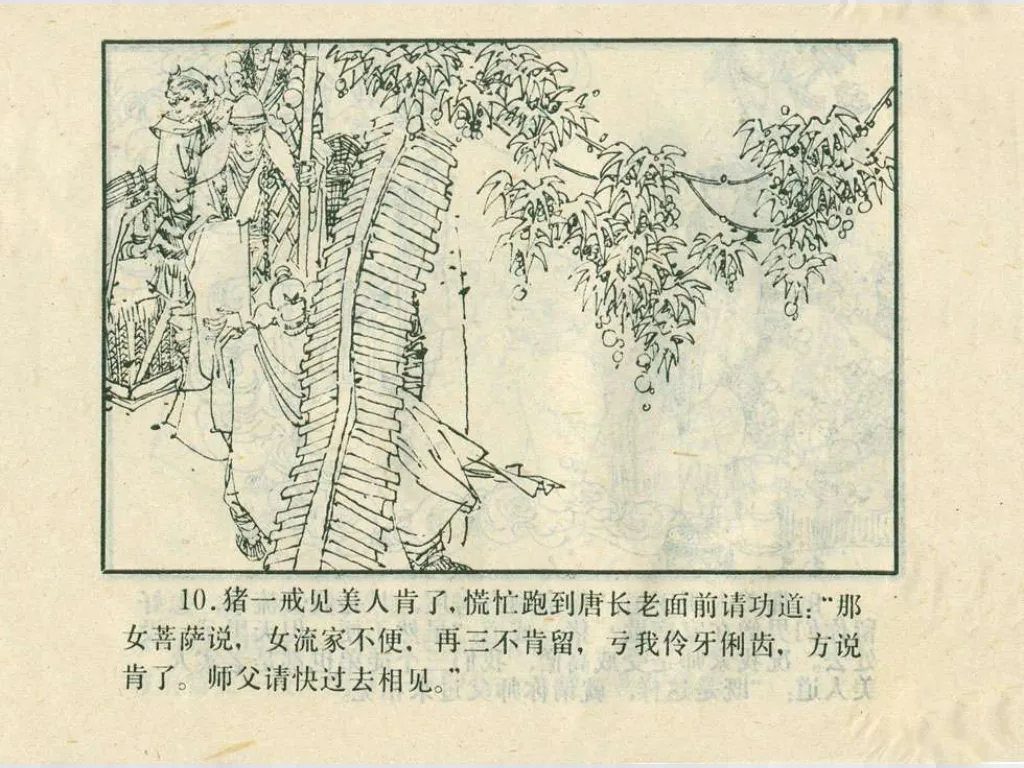 10.猪一戒见美人肯了,慌忙跑到唐长老面前请功道:“那
女菩萨说,女流家不便,再三不肯留,亏我伶牙俐齿,方说
肯了。师父请快过去相见。”